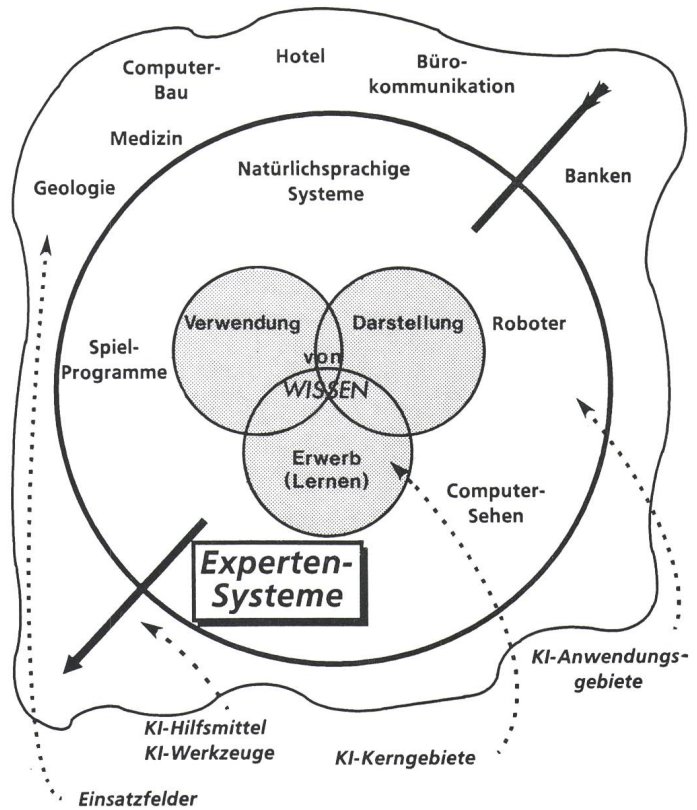 Hotel
Computer-
Bau
Büro-
kommunikation
Medizin
Geologie
Natürlichsprachige
Systeme
Banken
Verwendung
Darstellung
Roboter
Spiel-
Programme
von
WISSEN
Erwerb
(Lernen)
Computer-
Sehen
Experten-
Systeme
KI-Anwendungs-
gebiete
KI-Hilfsmittel
KI-Werkzeuge
KI-Kerngebiete
Einsatzfelder